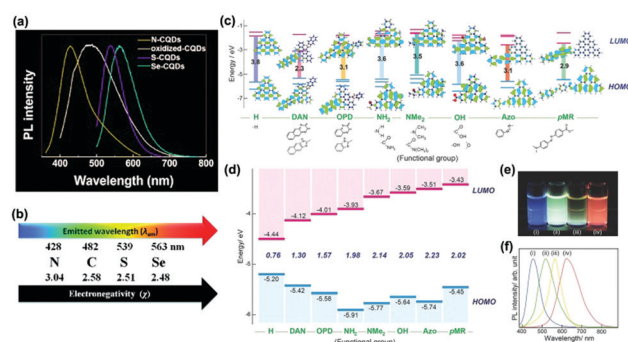 (a)
N-CQDs
oxidized-CQDs
S-CQDs
Se-CQDs
PL intensity
400 500 600 700 800
Wavelength (nm)
(b)
Emitted wavelength (λem)
428 482 539 563 nm
N C S Se
3.04 2.58 2.51 2.48
Electronegativity (χ)
(c)
Energy / eV
-1
-3
-5
-7
LUMO
3.8 2.3 3.1 3.6 3.5 3.6 3.1 2.9
HOMO
H DAN OPD NH2 NMe2 OH Azo pMR
(Functional group)
(d)
Energy/ eV
-4
-5
-6
-4.44 -4.12 -4.01 -3.93 -3.67 -3.59 -3.51 -3.43
LUMO
0.76 1.30 1.57 1.98 2.14 2.05 2.23 2.02
-5.20 -5.42 -5.58 -5.91 -5.77 -5.64 -5.74 -5.45
HOMO
H DAN OPD NH2 NMe2 OH Azo pMR
(Functional group)
(e)
(i) (ii) (iii) (iv)
(f)
(i) (ii) (iii) (iv)
PL intensity/ arb. unit
400 500 600 700 800
Wavelength/ nm